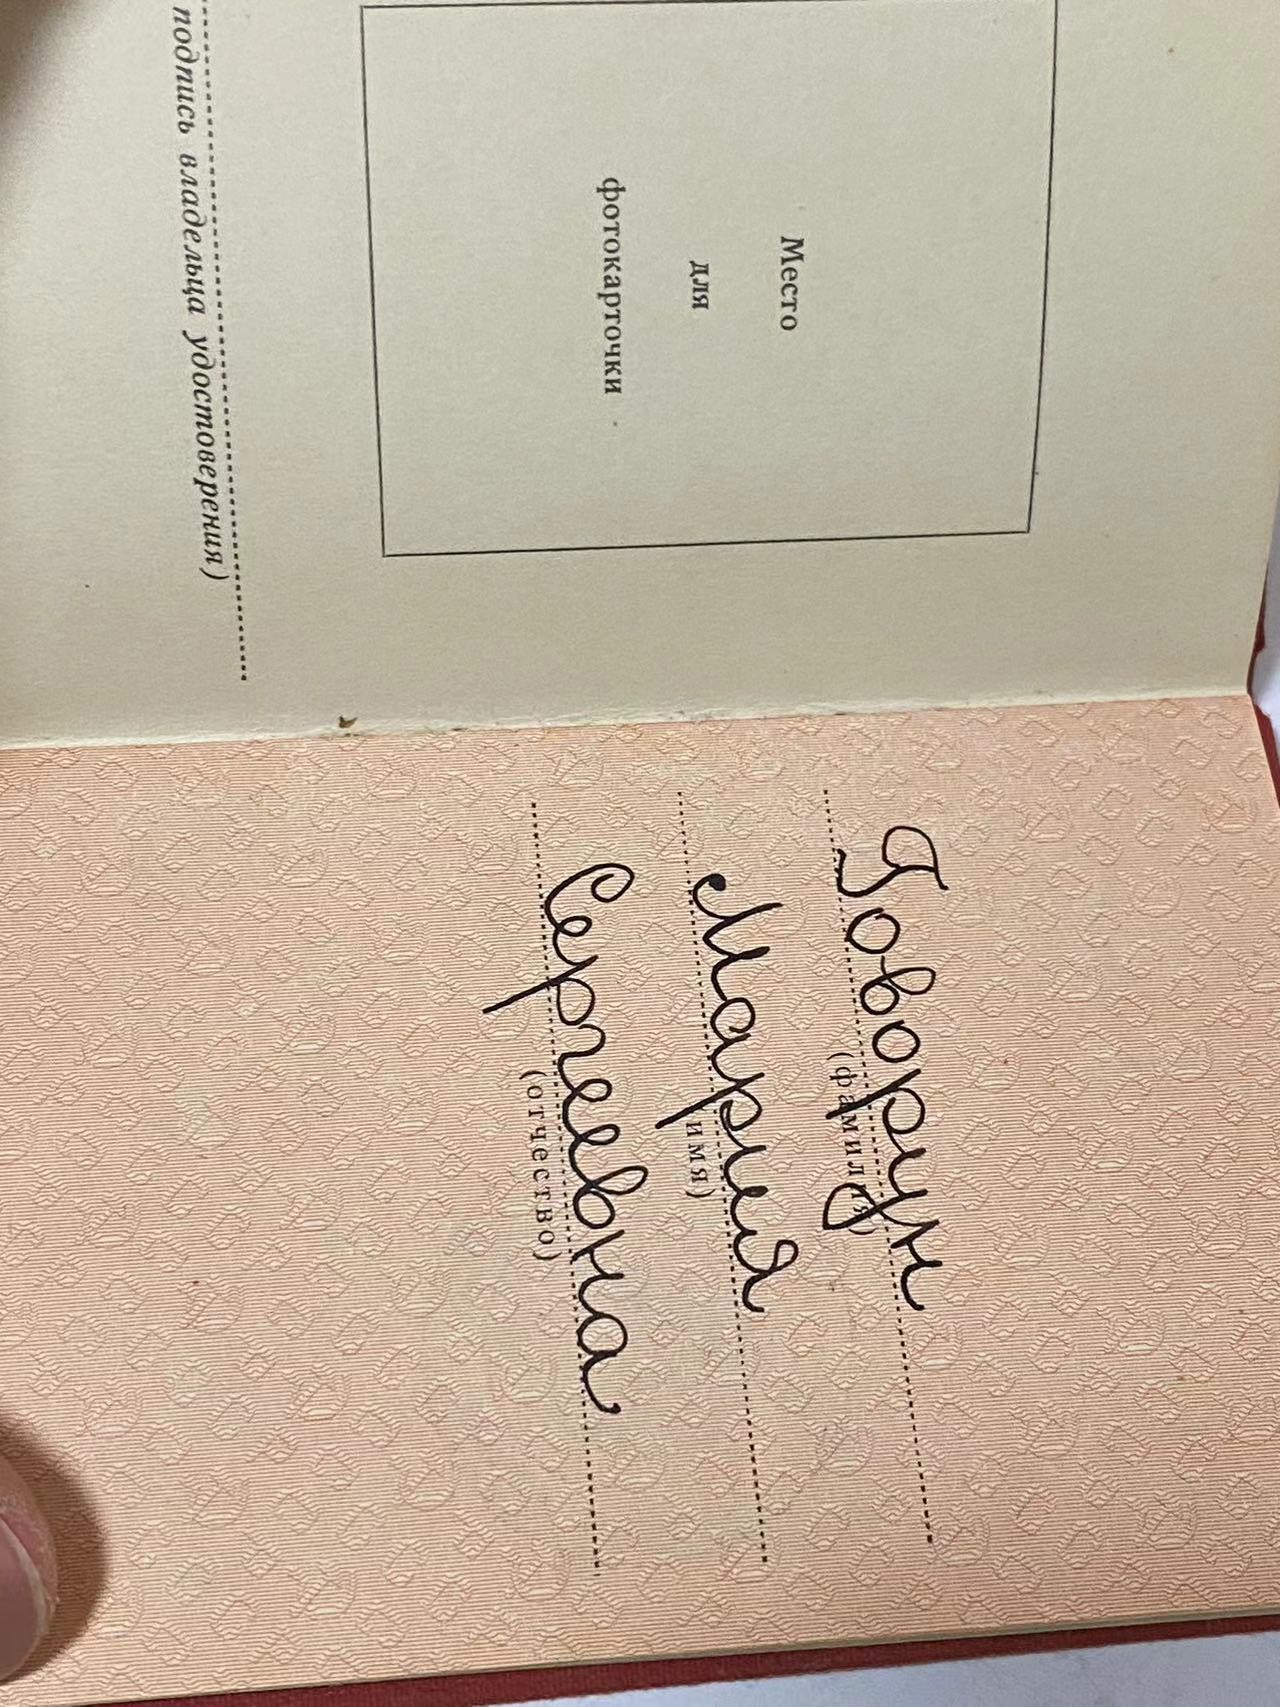 Место
для
фотокарточки
подпись владельца удостоверения)
Говорун
(фамилия)
Мария
имя)
Сергеевна
(отчество)